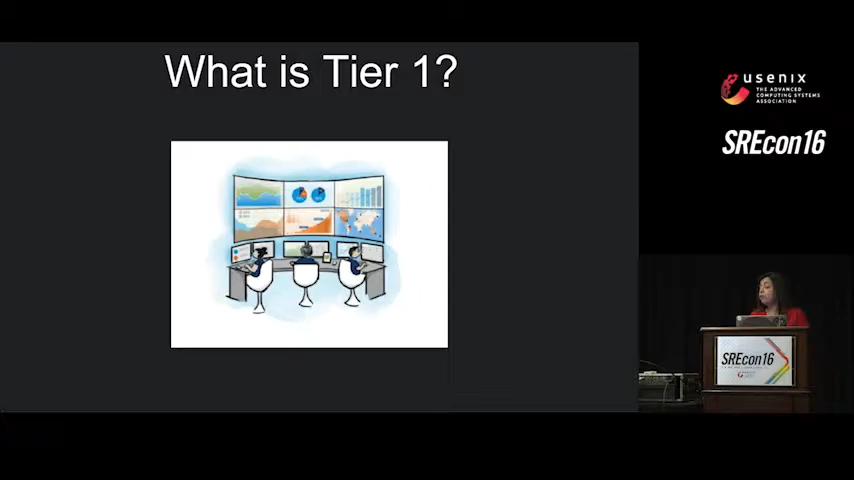 What is Tier 1?
usenix
THE ADVANCED
COMPUTING SYSTEMS
ASSOCIATION
SREcon16
SREcon16